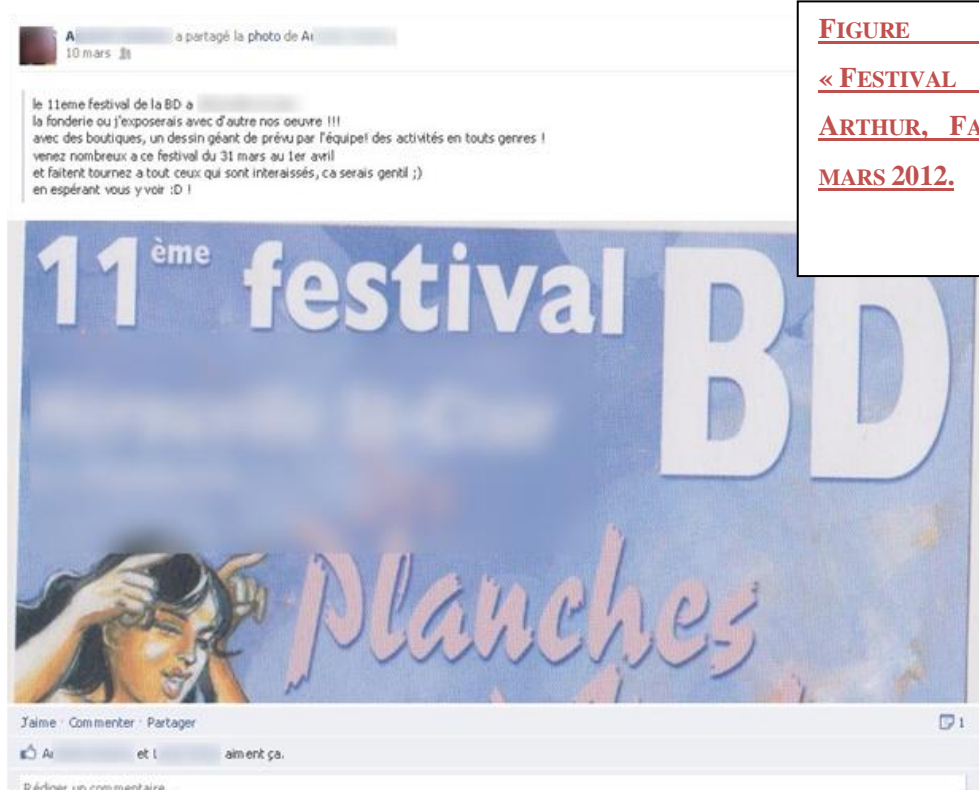 A a partagé la photo de A
10 mars
le 11eme festival de la BD a
la fonderie ou j'exposerais avec d'autre nos oeuvre !!!
avec des boutiques, un dessin géant de prévu par l'équipe! des activités en touts genres !
venez nombreux a ce festival du 31 mars au 1er avril
et faitent tournez a tout ceux qui sont interaissés, ca serais gentil ;)
en espérant vous y voir :D !
FIGURE
« FESTIVAL
ARTHUR, FA
MARS 2012.
11ème festival BD
Planches
J'aime · Commenter · Partager
1
A et L aiment ça.
Rédiger un commentaire...